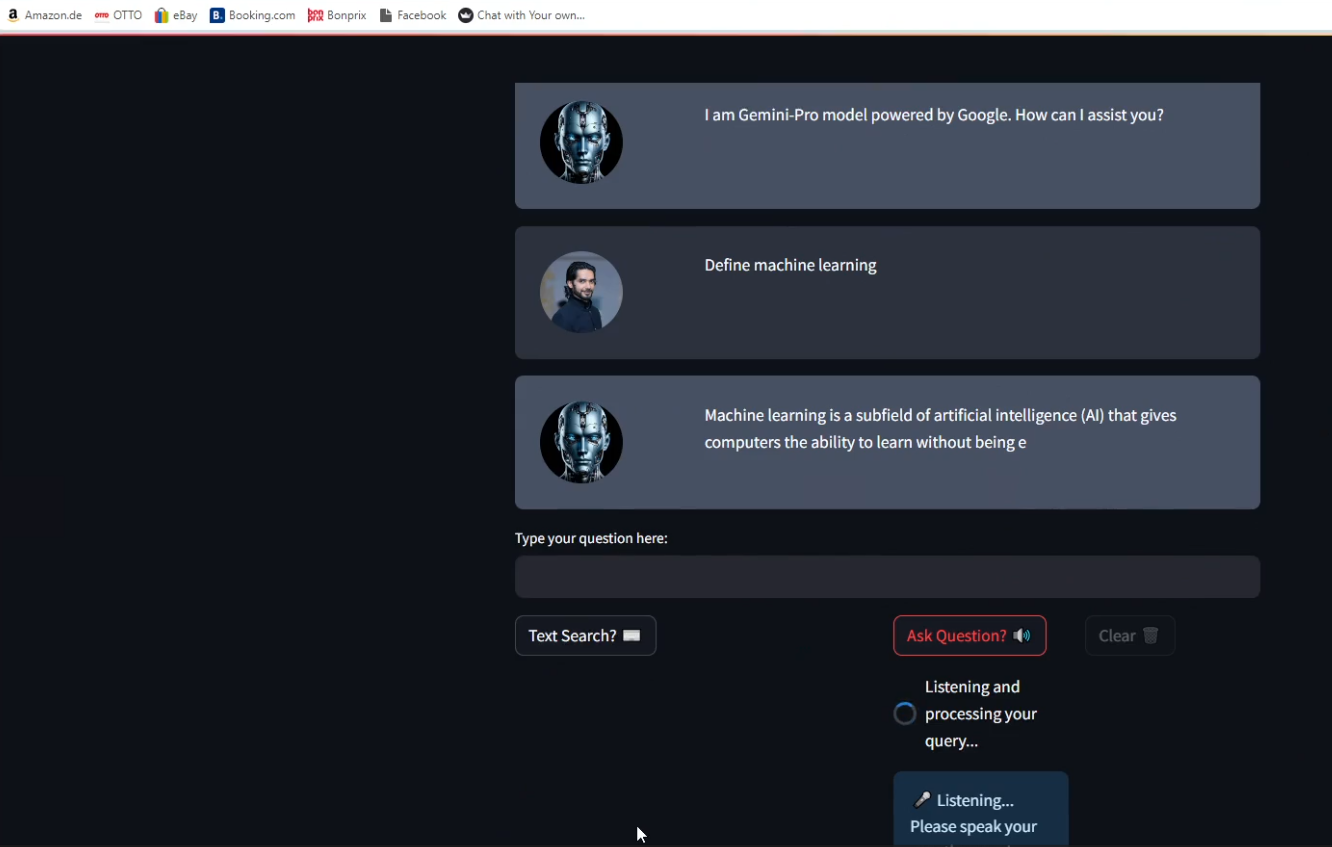 Amazon.de OTTO eBay Booking.com Bonprix Facebook Chat with Your own...
I am Gemini-Pro model powered by Google. How can I assist you?
Define machine learning
Machine learning is a subfield of artificial intelligence (AI) that gives
computers the ability to learn without being e
Type your question here:
Text Search?
Ask Question?
Clear
Listening and
processing your
query...
Listening...
Please speak your